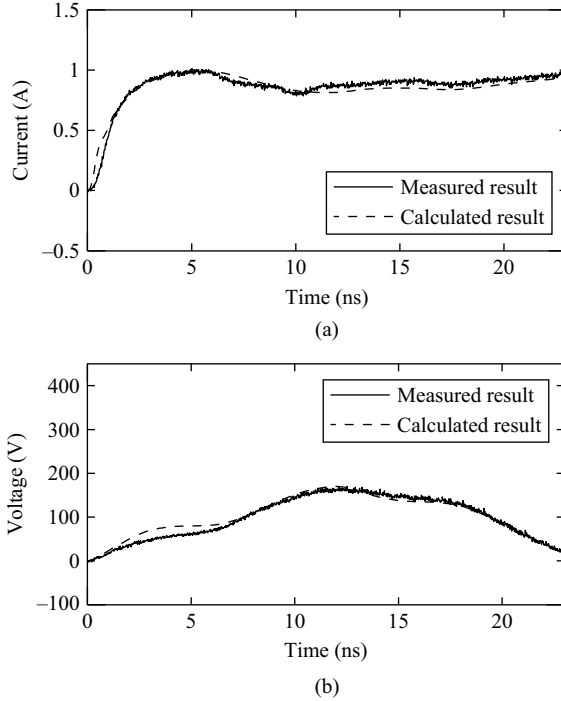 1.5
1
0.5
0
−0.5
Current (A)
Measured result
Calculated result
0
5
10
15
20
Time (ns)
(a)
400
300
200
100
0
−100
Voltage (V)
Measured result
Calculated result
0
5
10
15
20
Time (ns)
(b)